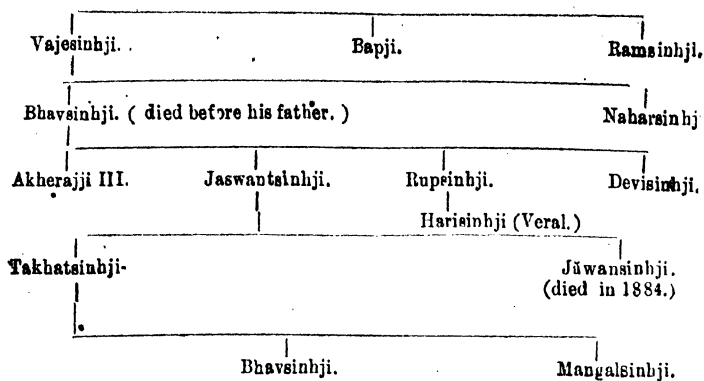 Vajesinhji. Bapji. Ramsinhji.
Bhavsinhji. ( died before his father. ) Naharsinhj
Akherajji III. Jaswantsinhji. Rupsinhji. Devisinhji.
Harisinhji (Veral.)
Takhatsinhji- Jūwansinhji.
(died in 1884.)
Bhavsinhji. Mangalsinhji.